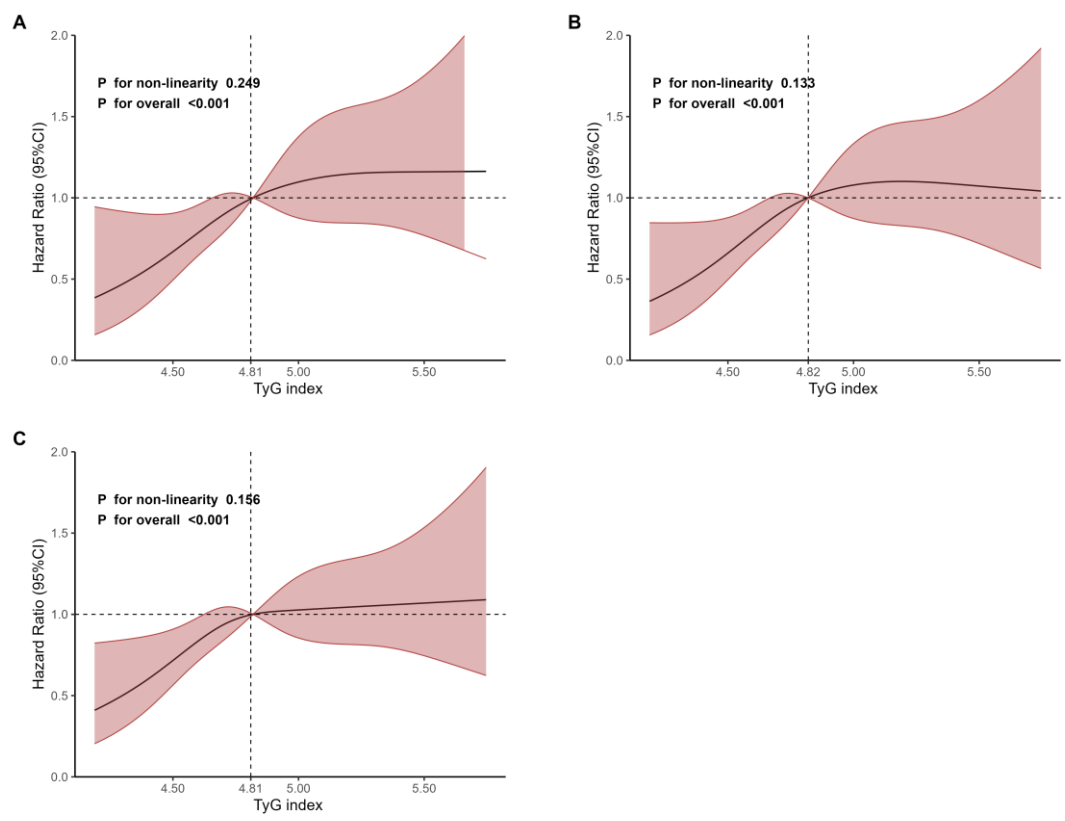 A
P for non-linearity 0.249
P for overall <0.001
Hazard Ratio (95%CI)
2.0
1.5
1.0
0.5
0.0
4.50
4.81
5.00
5.50
TyG index
B
P for non-linearity 0.133
P for overall <0.001
Hazard Ratio (95%CI)
2.0
1.5
1.0
0.5
0.0
4.50
4.82
5.00
5.50
TyG index
C
P for non-linearity 0.156
P for overall <0.001
Hazard Ratio (95%CI)
2.0
1.5
1.0
0.5
0.0
4.50
4.81
5.00
5.50
TyG index